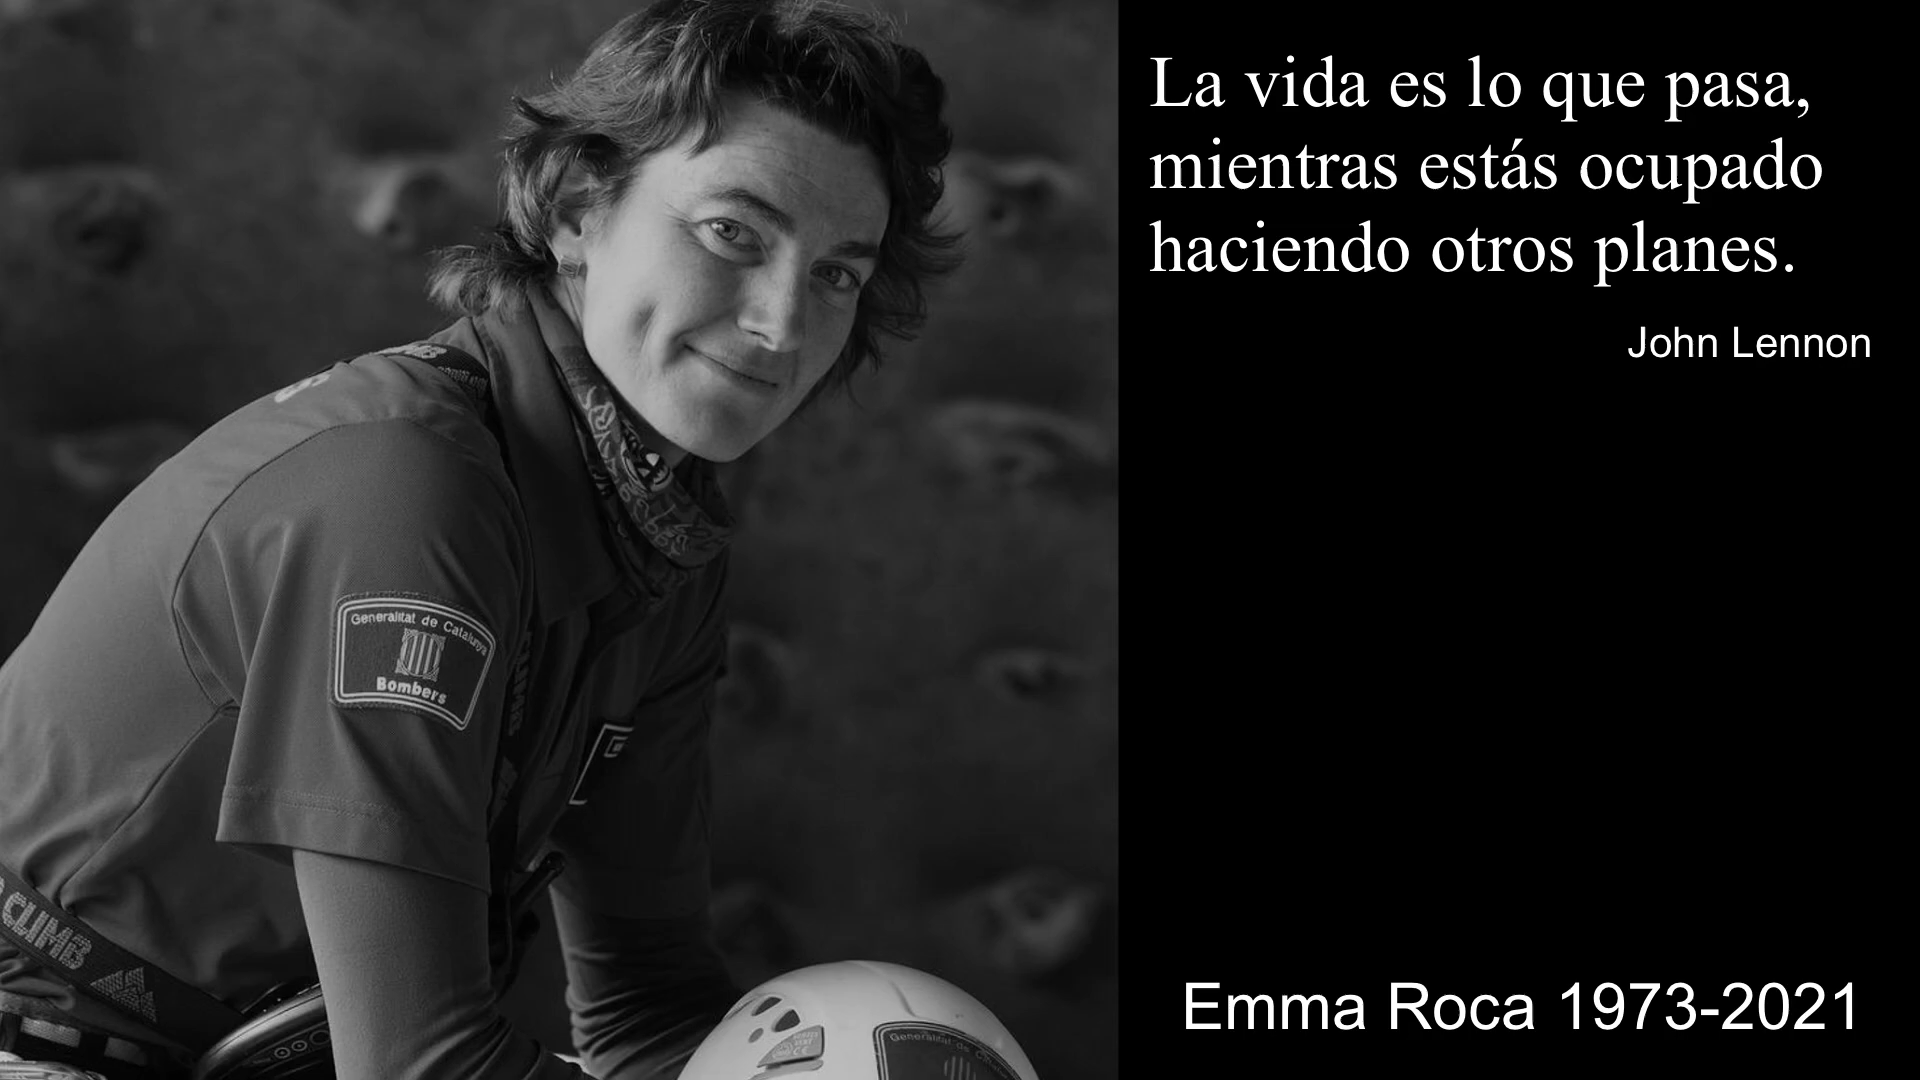 La vida es lo que pasa,
mientras estás ocupado
haciendo otros planes.
John Lennon
Generalitat de Catalunya
Bombers
CLIMB
Emma Roca 1973-2021